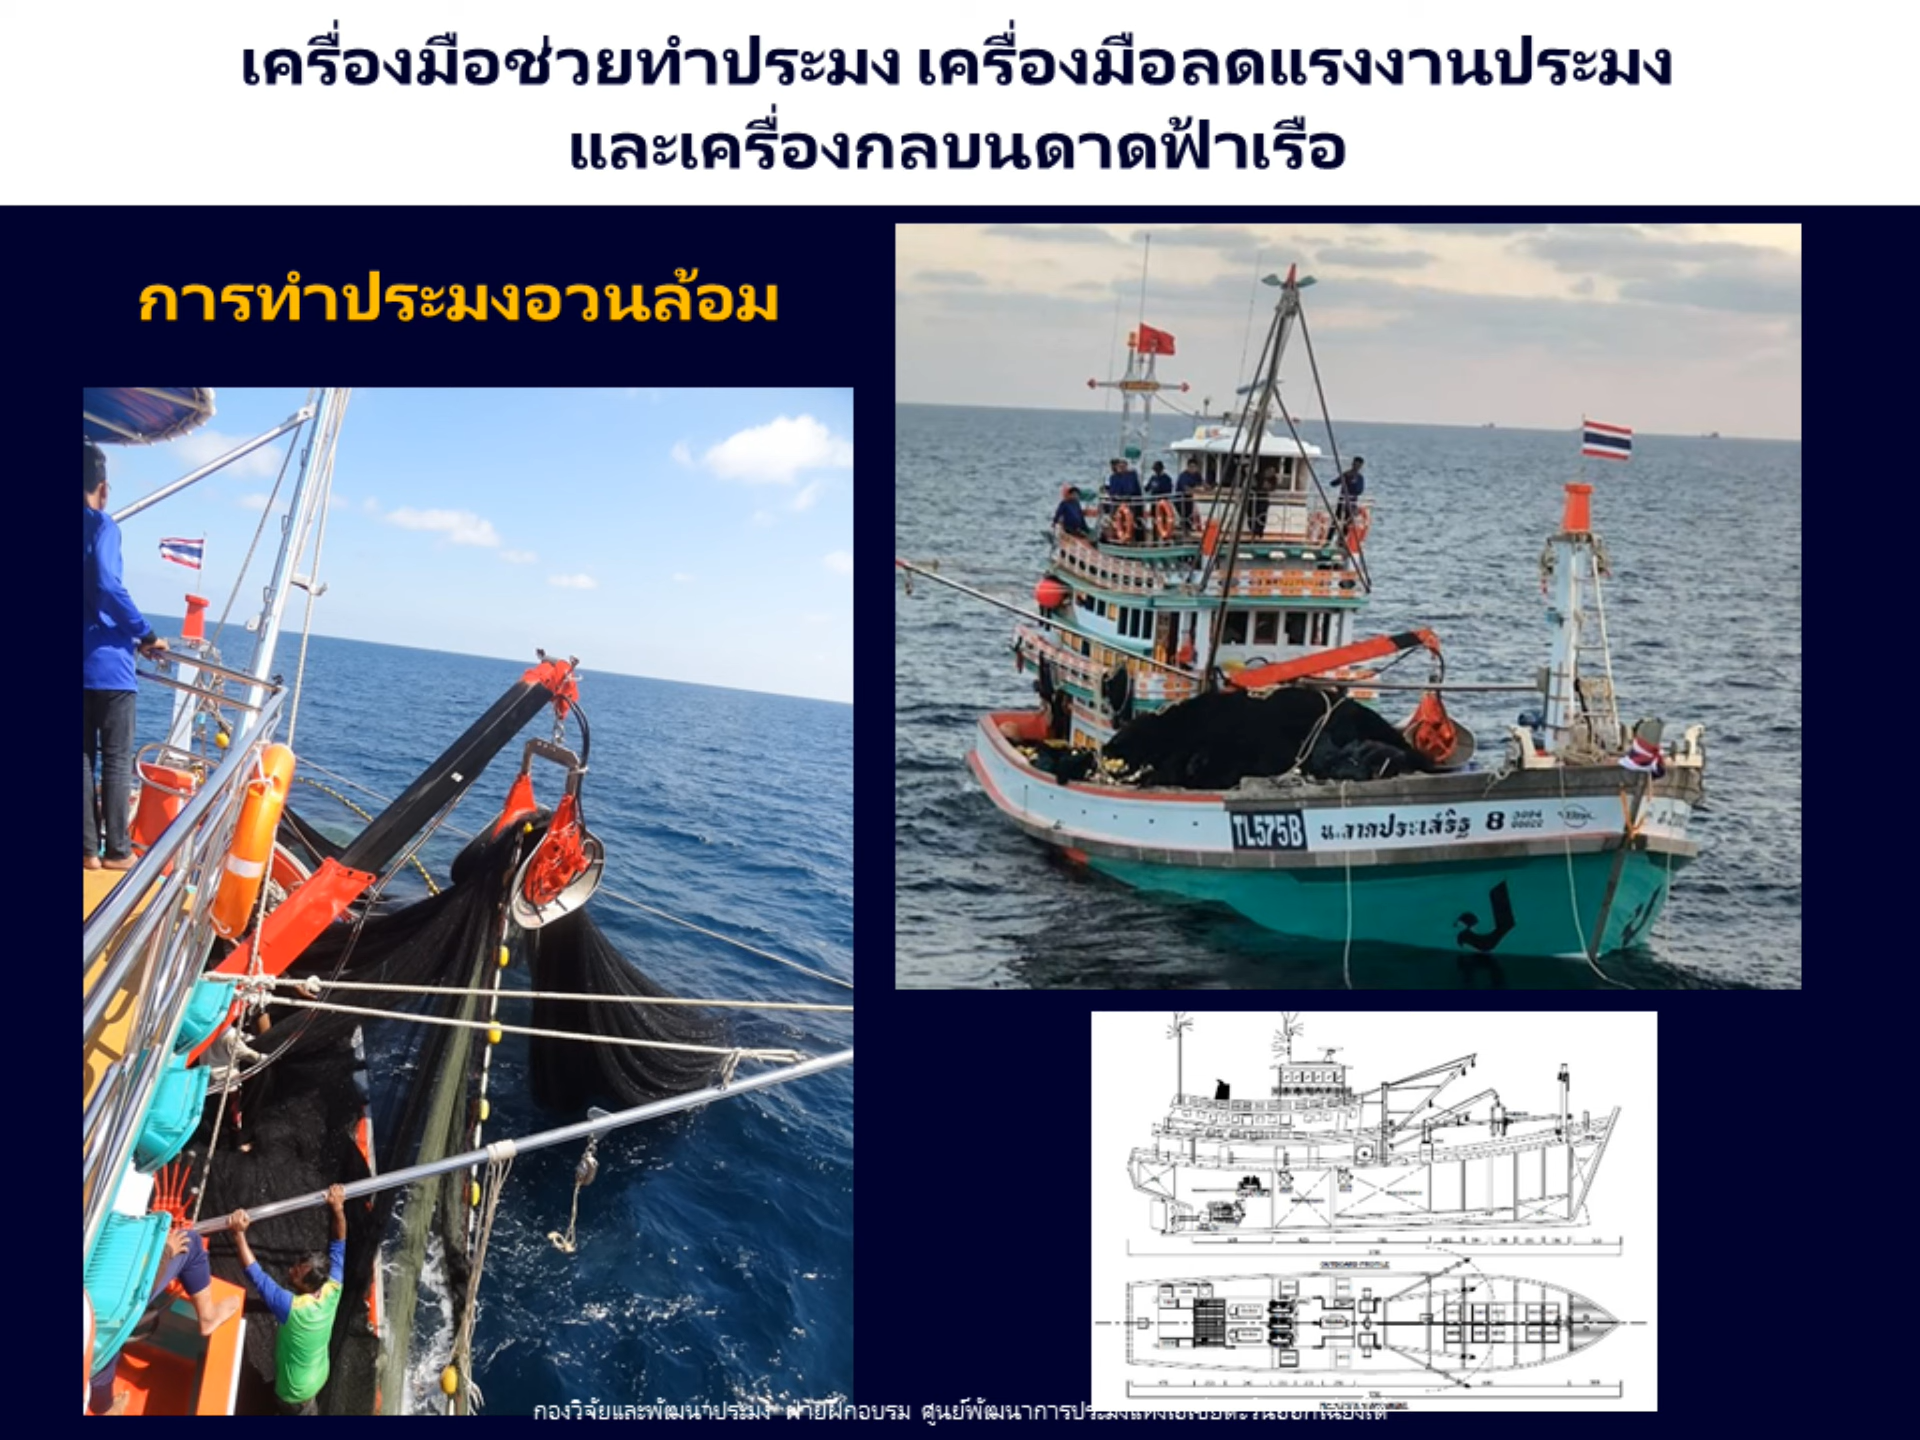 เครื่องมือช่วยทำประมง เครื่องมือลดแรงงานประมง
และเครื่องกลบนดาดฟ้าเรือ
การทำประมงอวนล้อม
TL575B น.ลาภประเสริฐ 8
OUTBOARD PROFILE
กองวิจัยและพัฒนาประมง ฝ่ายฝึกอบรม ศูนย์พัฒนาการประมงแห่งเอเชียตะวันออกเฉียงใต้